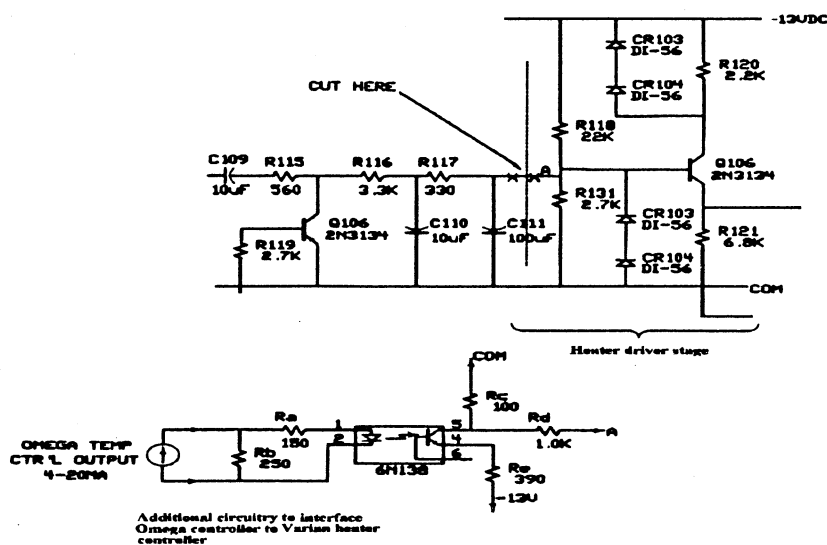 -13VDC
CR103
DI-56
R120
2.2K
CR104
DI-56
CUT HERE
R118
22K
C109
10uF
R115
560
R116
3.3K
R117
330
A
R131
2.7K
Q106
2N3134
Q106
2N3134
C110
10uF
C111
100uF
CR103
DI-56
R121
6.8K
R119
2.7K
CR104
DI-56
COM
Heater driver stage
COM
Rc
100
Ra
150
1
2
5
4
6
Rd
1.0K
A
OMEGA TEMP
CTR'L OUTPUT
4-20MA
Rb
250
6N138
Re
390
-13V
Additional circuitry to interface
Omega controller to Varian heater
controller